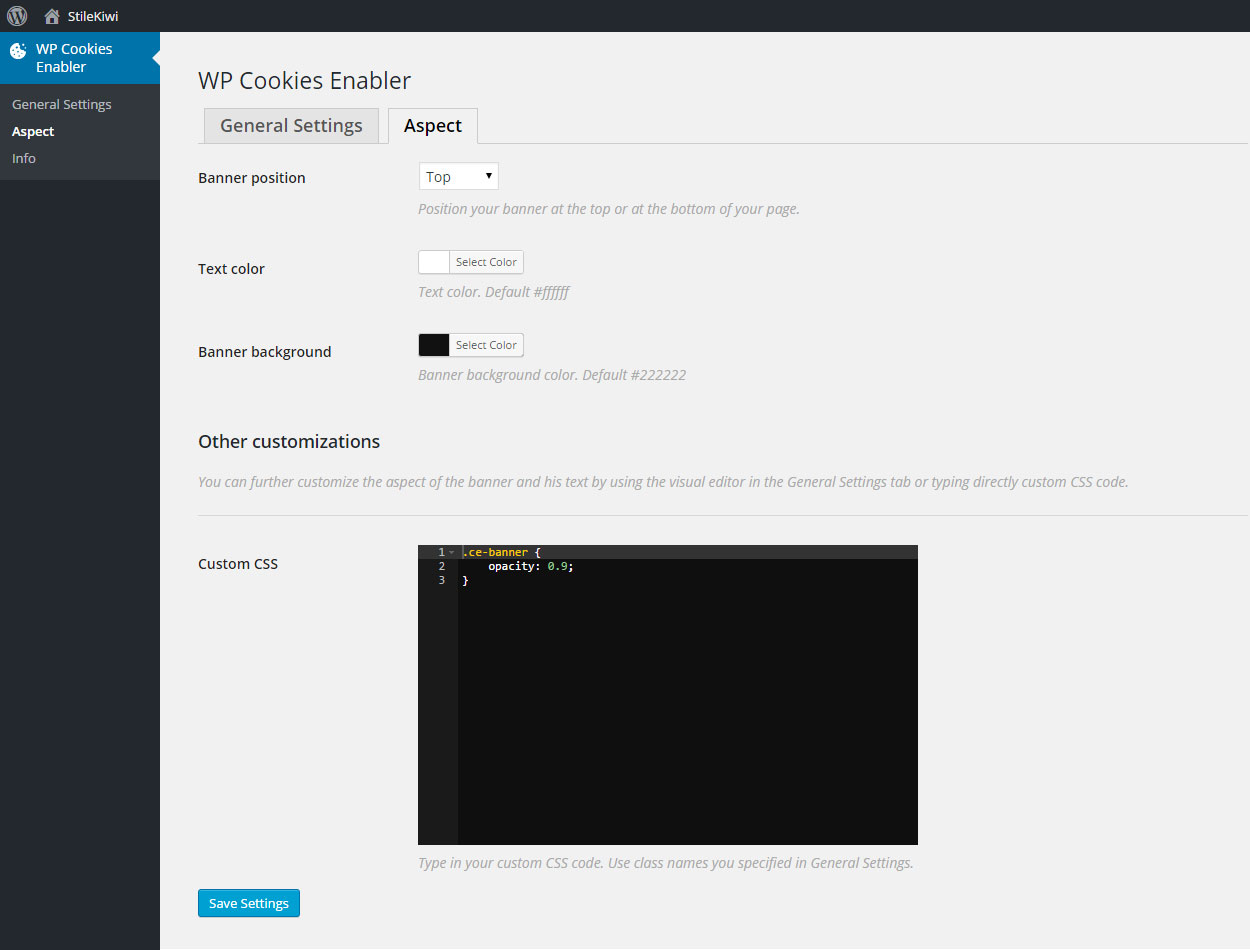 StileKiwi
WP Cookies
Enabler
General Settings
Aspect
Info
WP Cookies Enabler
General Settings
Aspect
Banner position
Top
Position your banner at the top or at the bottom of your page.
Text color
Select Color
Text color. Default #ffffff
Banner background
Select Color
Banner background color. Default #222222
Other customizations
You can further customize the aspect of the banner and his text by using the visual editor in the General Settings tab or typing directly custom CSS code.
Custom CSS
1 .ce-banner {
2     opacity: 0.9;
3 }
Type in your custom CSS code. Use class names you specified in General Settings.
Save Settings